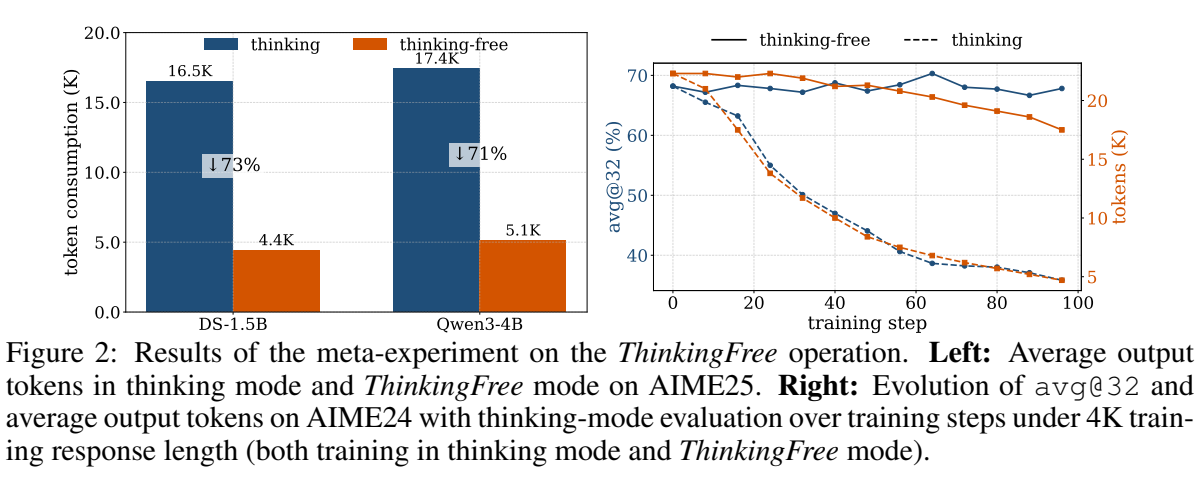 20.0
15.0
10.0
5.0
0.0
token consumption (K)
thinking
thinking-free
16.5K
17.4K
↓73%
↓71%
4.4K
5.1K
DS-1.5B
Qwen3-4B
thinking-free
thinking
70
60
50
40
avg@32 (%)
20
15
10
5
tokens (K)
0
20
40
60
80
100
training step
Figure 2: Results of the meta-experiment on the ThinkingFree operation. Left: Average output
tokens in thinking mode and ThinkingFree mode on AIME25. Right: Evolution of avg@32 and
average output tokens on AIME24 with thinking-mode evaluation over training steps under 4K train-
ing response length (both training in thinking mode and ThinkingFree mode).